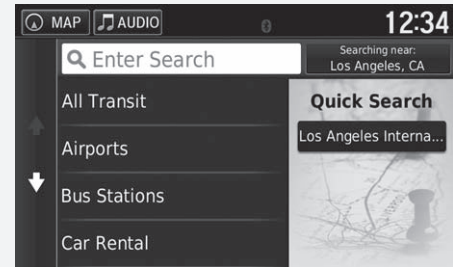 MAP AUDIO 12:34
Enter Search
Searching near:
Los Angeles, CA
All Transit
Airports
Bus Stations
Car Rental
Quick Search
Los Angeles Interna...